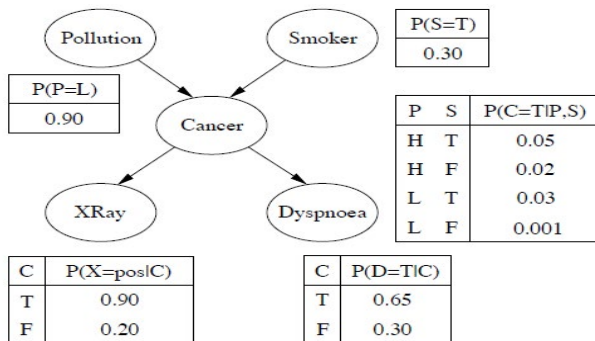 Pollution
Smoker
P(S=T)
0.30
P(P=L)
0.90
Cancer
P S P(C=T|P,S)
H T 0.05
H F 0.02
L T 0.03
L F 0.001
XRay
Dyspnoea
C P(X=pos|C)
T 0.90
F 0.20
C P(D=T|C)
T 0.65
F 0.30